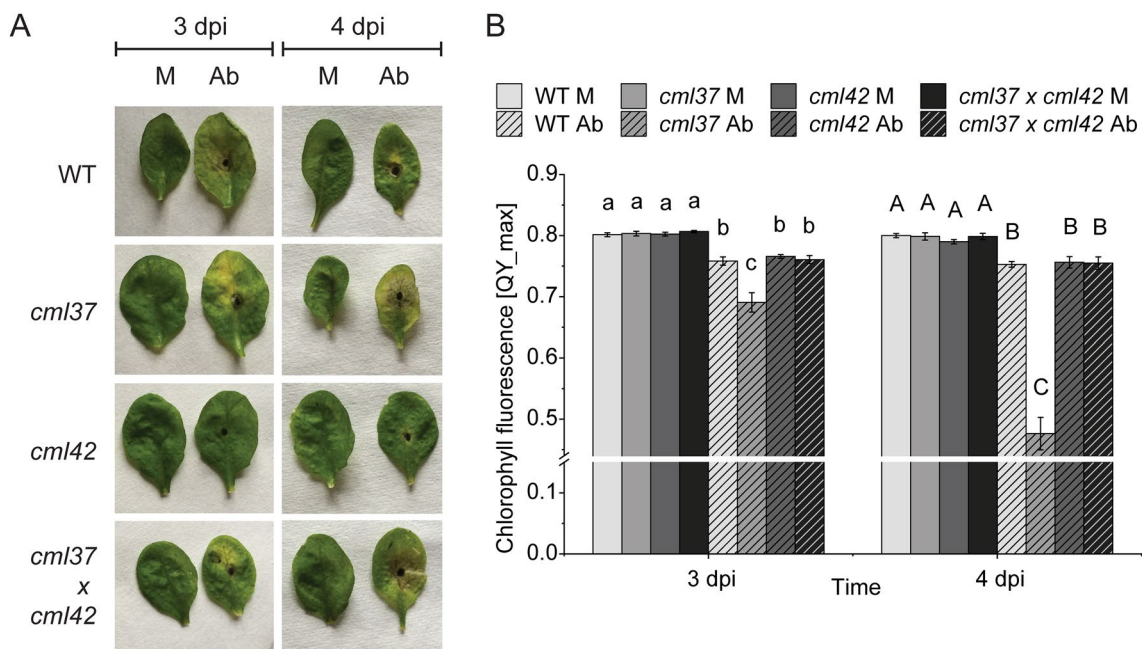 A
3 dpi 4 dpi
M Ab M Ab
WT
cml37
cml42
cml37
x
cml42
B
WT M cml37 M cml42 M cml37 x cml42 M
WT Ab cml37 Ab cml42 Ab cml37 x cml42 Ab
Chlorophyll fluorescence [QY_max]
0.9
0.8
0.7
0.6
0.5
0.1
0.0
a a a a b c b b
A A A A B C B B
3 dpi Time 4 dpi